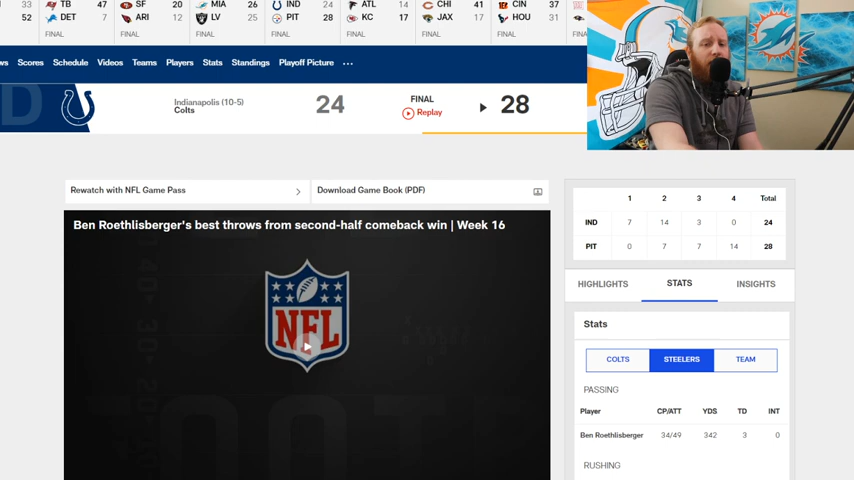 33 TB 47 SF 20 MIA 26 IND 24 ATL 14 CHI 41 CIN 37
52 DET 7 ARI 12 LV 25 PIT 28 KC 17 JAX 17 HOU 31
FINAL FINAL FINAL FINAL FINAL FINAL FINAL FINAL
ws Scores Schedule Videos Teams Players Stats Standings Playoff Picture ...
Indianapolis (10-5)
Colts
24
FINAL
Replay
28
Rewatch with NFL Game Pass
Download Game Book (PDF)
Ben Roethlisberger's best throws from second-half comeback win | Week 16
NFL
1 2 3 4 Total
IND 7 14 3 0 24
PIT 0 7 7 14 28
HIGHLIGHTS STATS INSIGHTS
Stats
COLTS STEELERS TEAM
PASSING
Player CP/ATT YDS TD INT
Ben Roethlisberger 34/49 342 3 0
RUSHING